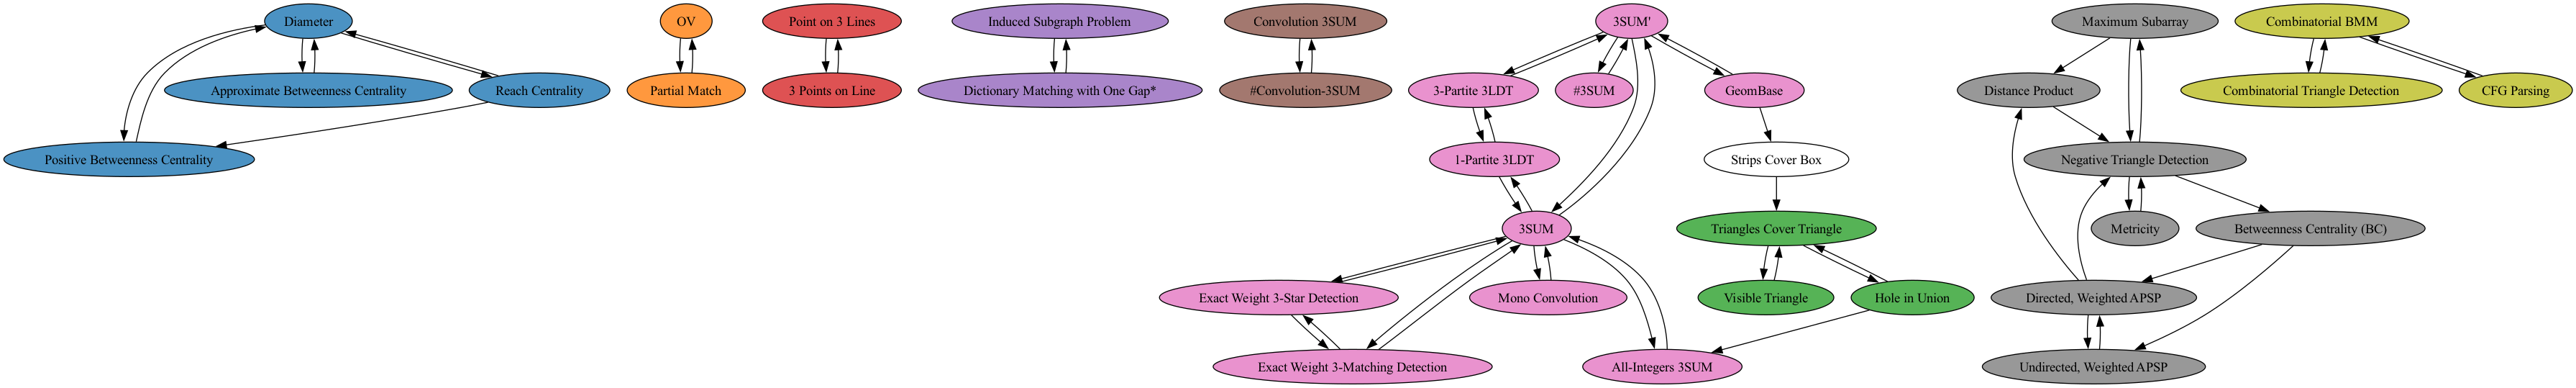 Diameter
OV
Point on 3 Lines
Induced Subgraph Problem
Convolution 3SUM
3SUM'
Maximum Subarray
Combinatorial BMM
Approximate Betweenness Centrality
Reach Centrality
Partial Match
3 Points on Line
Dictionary Matching with One Gap*
#Convolution-3SUM
3-Partite 3LDT
#3SUM
GeomBase
Distance Product
Combinatorial Triangle Detection
CFG Parsing
Positive Betweenness Centrality
1-Partite 3LDT
Strips Cover Box
Negative Triangle Detection
3SUM
Triangles Cover Triangle
Metricity
Betweenness Centrality (BC)
Exact Weight 3-Star Detection
Mono Convolution
Visible Triangle
Hole in Union
Directed, Weighted APSP
Exact Weight 3-Matching Detection
All-Integers 3SUM
Undirected, Weighted APSP